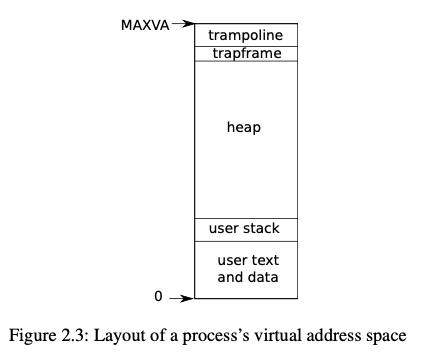 MAXVA
trampoline
trapframe
heap
user stack
user text
and data
0
Figure 2.3: Layout of a process’s virtual address space